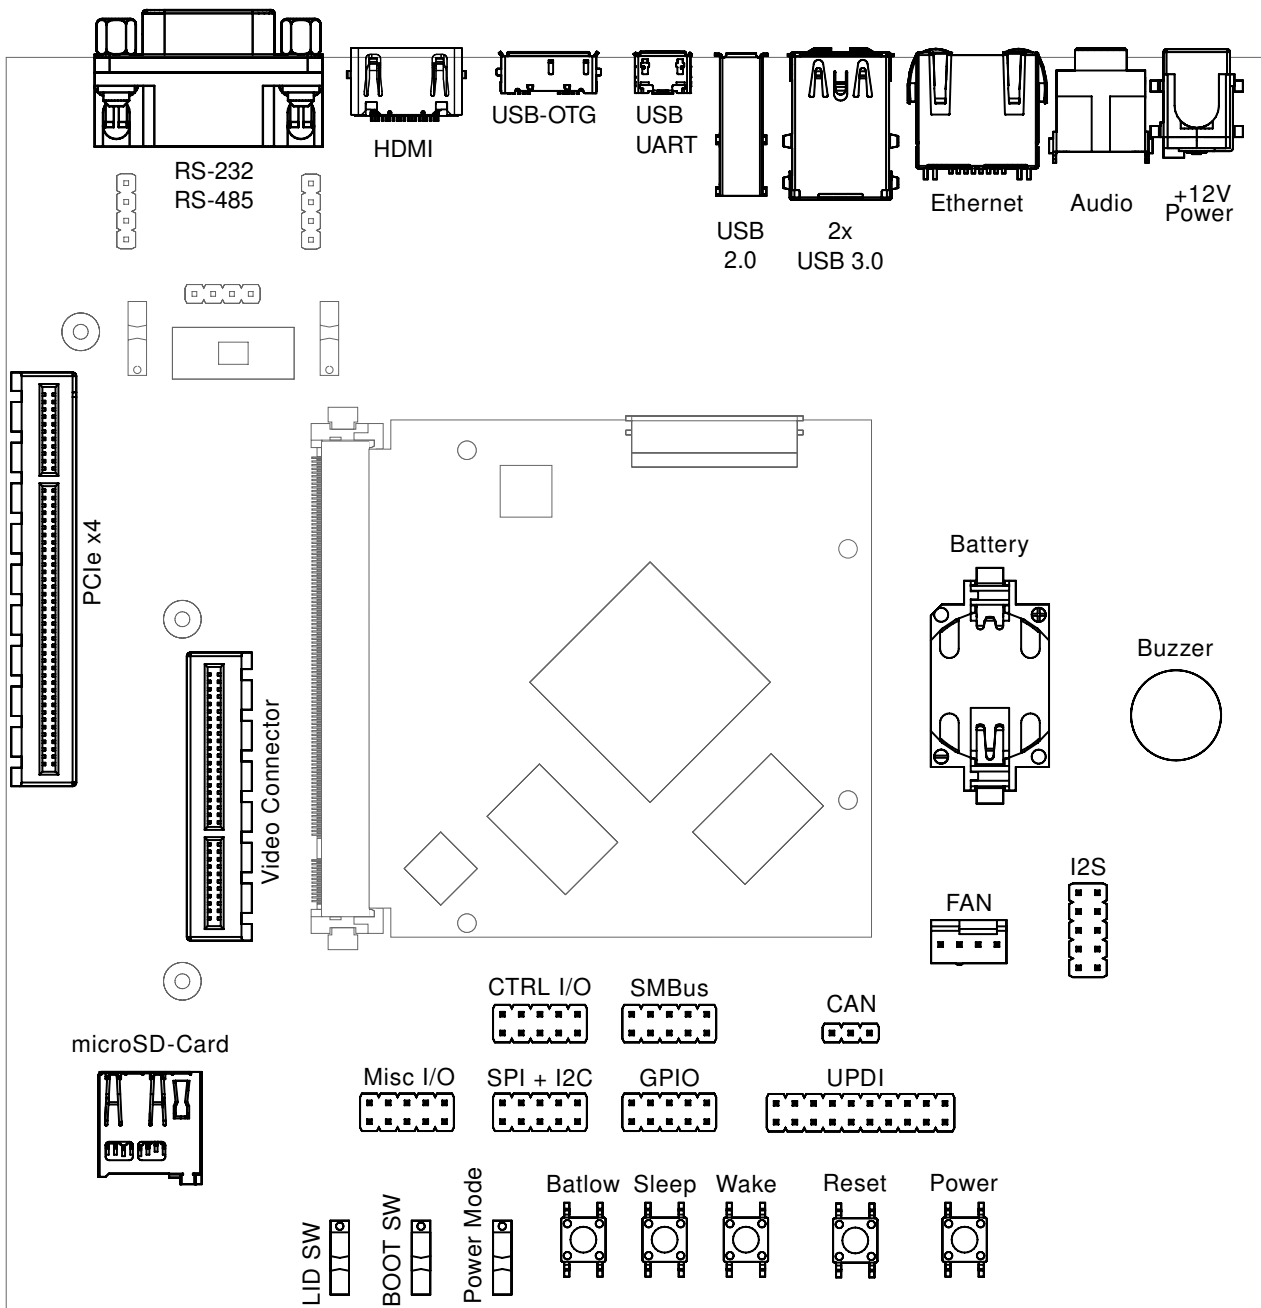 RS-232
RS-485
HDMI
USB-OTG
USB
UART
USB
2.0
2x
USB 3.0
Ethernet
Audio
+12V
Power
PCIe x4
Video Connector
Battery
Buzzer
I2S
FAN
CTRL I/O
SMBus
CAN
microSD-Card
Misc I/O
SPI + I2C
GPIO
UPDI
LID SW
BOOT SW
Power Mode
Batlow
Sleep
Wake
Reset
Power